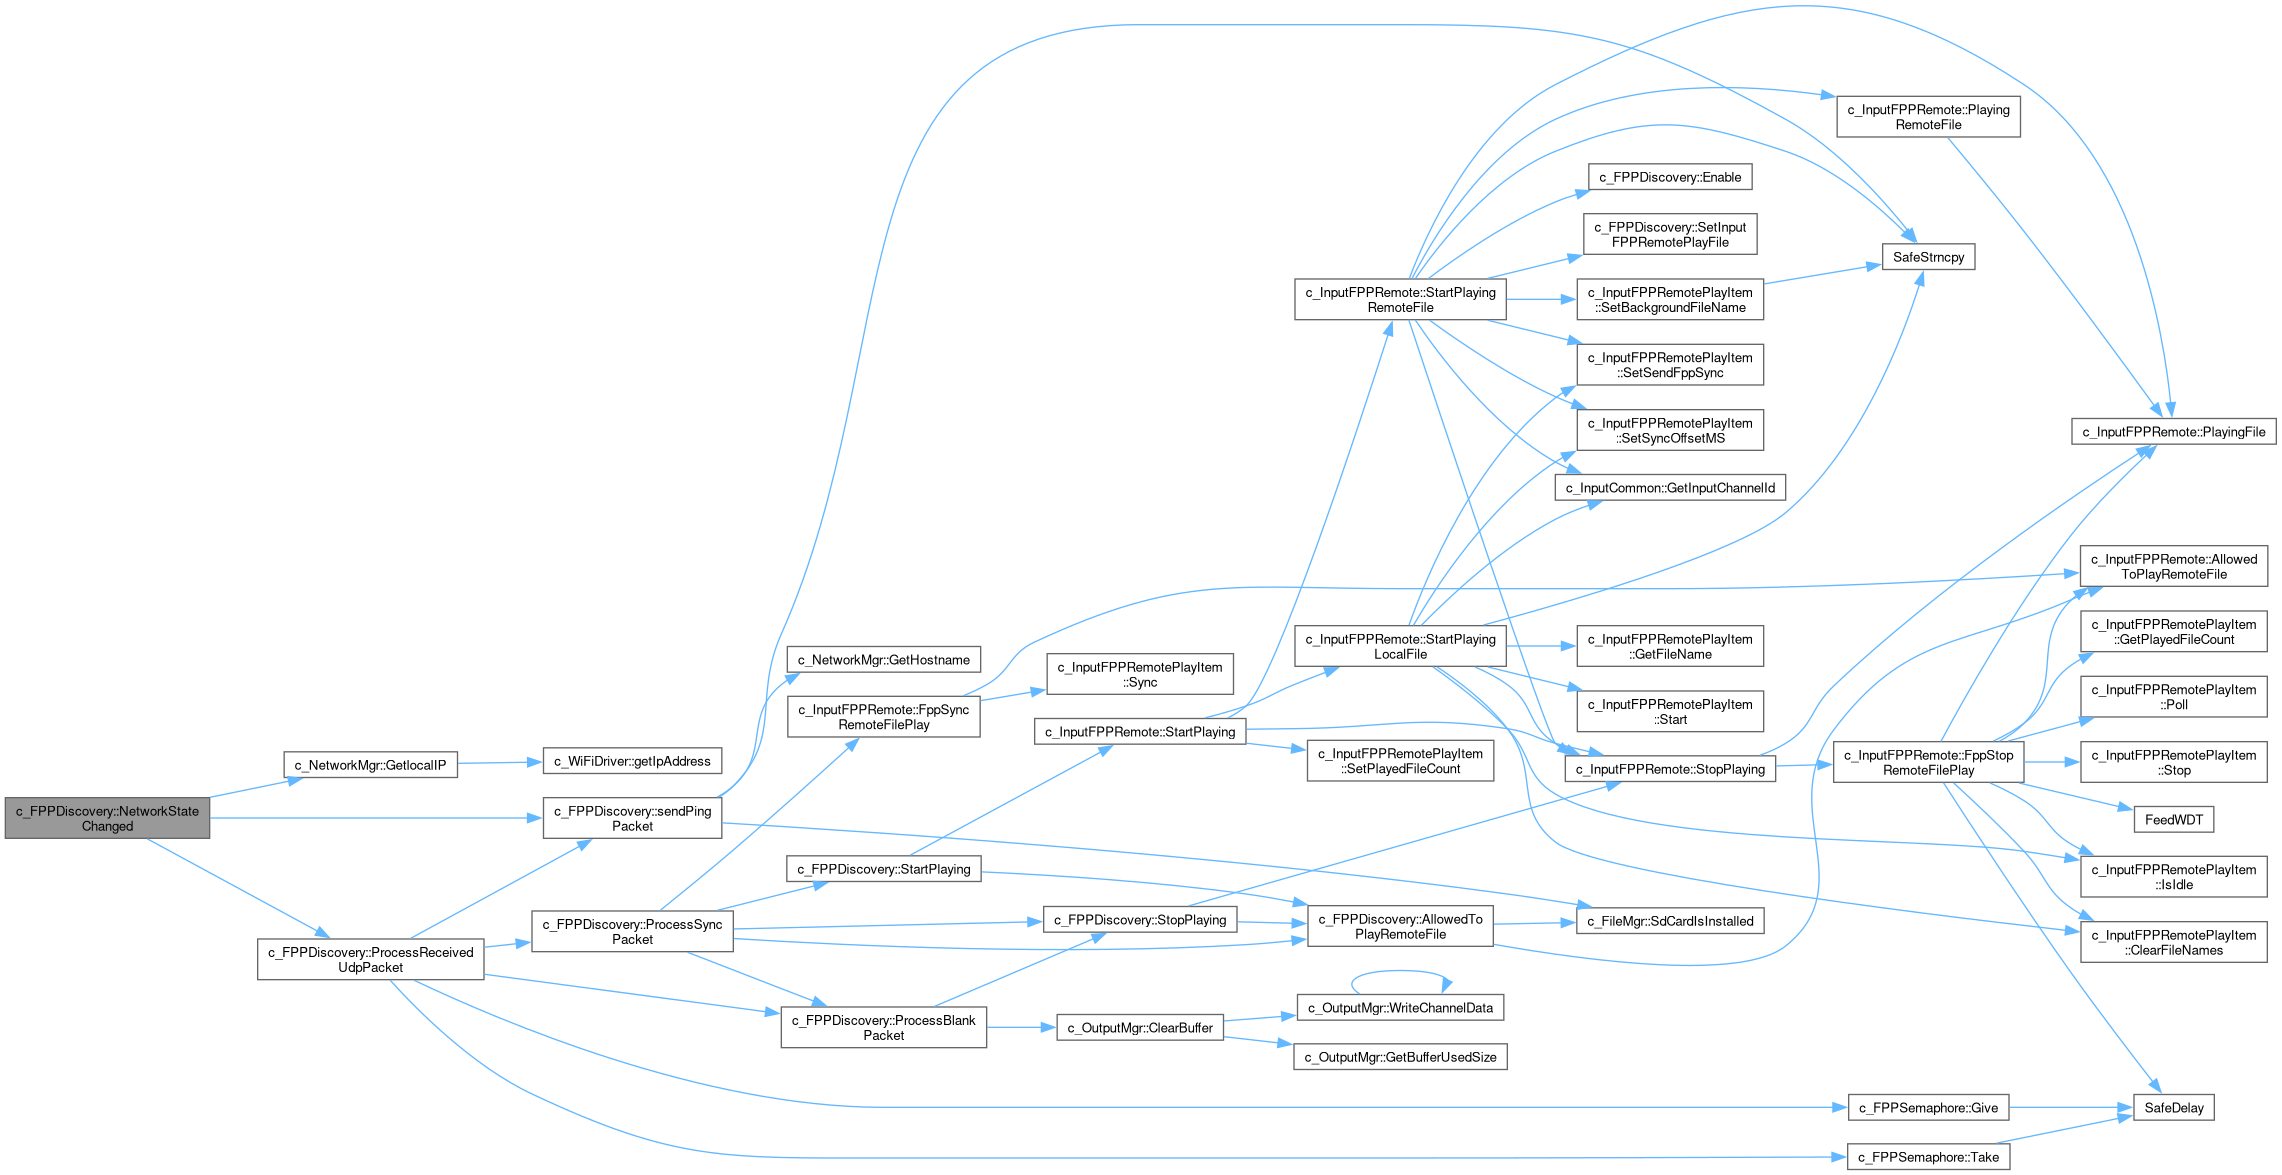 c_FPPDiscovery::NetworkState
Changed
c_NetworkMgr::GetlocalIP
c_WiFiDriver::getIpAddress
c_FPPDiscovery::sendPing
Packet
c_FPPDiscovery::ProcessReceived
UdpPacket
c_FPPDiscovery::ProcessSync
Packet
c_NetworkMgr::GetHostname
c_InputFPPRemote::FppSync
RemoteFilePlay
c_FPPDiscovery::StartPlaying
c_FPPDiscovery::ProcessBlank
Packet
c_InputFPPRemotePlayItem
::Sync
c_InputFPPRemote::StartPlaying
c_FPPDiscovery::StopPlaying
c_OutputMgr::ClearBuffer
c_InputFPPRemote::StartPlaying
RemoteFile
c_InputFPPRemote::StartPlaying
LocalFile
c_InputFPPRemotePlayItem
::SetPlayedFileCount
c_FPPDiscovery::AllowedTo
PlayRemoteFile
c_OutputMgr::WriteChannelData
c_OutputMgr::GetBufferUsedSize
c_FPPDiscovery::Enable
c_FPPDiscovery::SetInput
FPPRemotePlayFile
c_InputFPPRemotePlayItem
::SetBackgroundFileName
c_InputFPPRemotePlayItem
::SetSendFppSync
c_InputFPPRemotePlayItem
::SetSyncOffsetMS
c_InputCommon::GetInputChannelId
c_InputFPPRemotePlayItem
::GetFileName
c_InputFPPRemotePlayItem
::Start
c_InputFPPRemote::StopPlaying
c_FileMgr::SdCardIsInstalled
c_InputFPPRemote::Playing
RemoteFile
SafeStrncpy
c_InputFPPRemote::FppStop
RemoteFilePlay
c_FPPSemaphore::Give
c_FPPSemaphore::Take
c_InputFPPRemote::PlayingFile
c_InputFPPRemote::Allowed
ToPlayRemoteFile
c_InputFPPRemotePlayItem
::GetPlayedFileCount
c_InputFPPRemotePlayItem
::Poll
c_InputFPPRemotePlayItem
::Stop
FeedWDT
c_InputFPPRemotePlayItem
::IsIdle
c_InputFPPRemotePlayItem
::ClearFileNames
SafeDelay